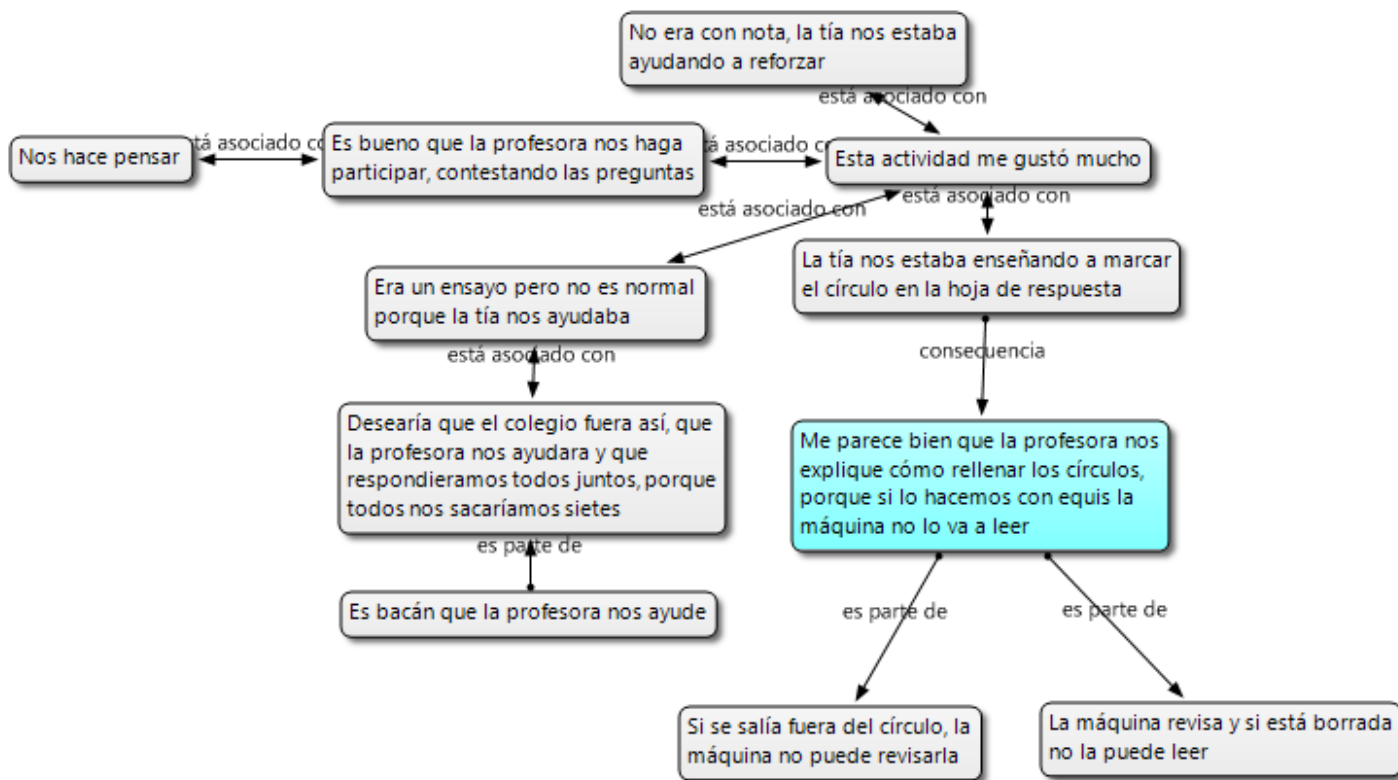 No era con nota, la tía nos estaba
ayudando a reforzar
está asociado con
Nos hace pensar
está asociado co
Es bueno que la profesora nos haga
participar, contestando las preguntas
está asociado co
Esta actividad me gustó mucho
está asociado con
está asociado con
Era un ensayo pero no es normal
porque la tía nos ayudaba
La tía nos estaba enseñando a marcar
el círculo en la hoja de respuesta
está asociado con
consecuencia
Desearía que el colegio fuera así, que
la profesora nos ayudara y que
respondieramos todos juntos, porque
todos nos sacaríamos sietes
Me parece bien que la profesora nos
explique cómo rellenar los círculos,
porque si lo hacemos con equis la
máquina no lo va a leer
es parte de
Es bacán que la profesora nos ayude
es parte de
es parte de
Si se salía fuera del círculo, la
máquina no puede revisarla
La máquina revisa y si está borrada
no la puede leer